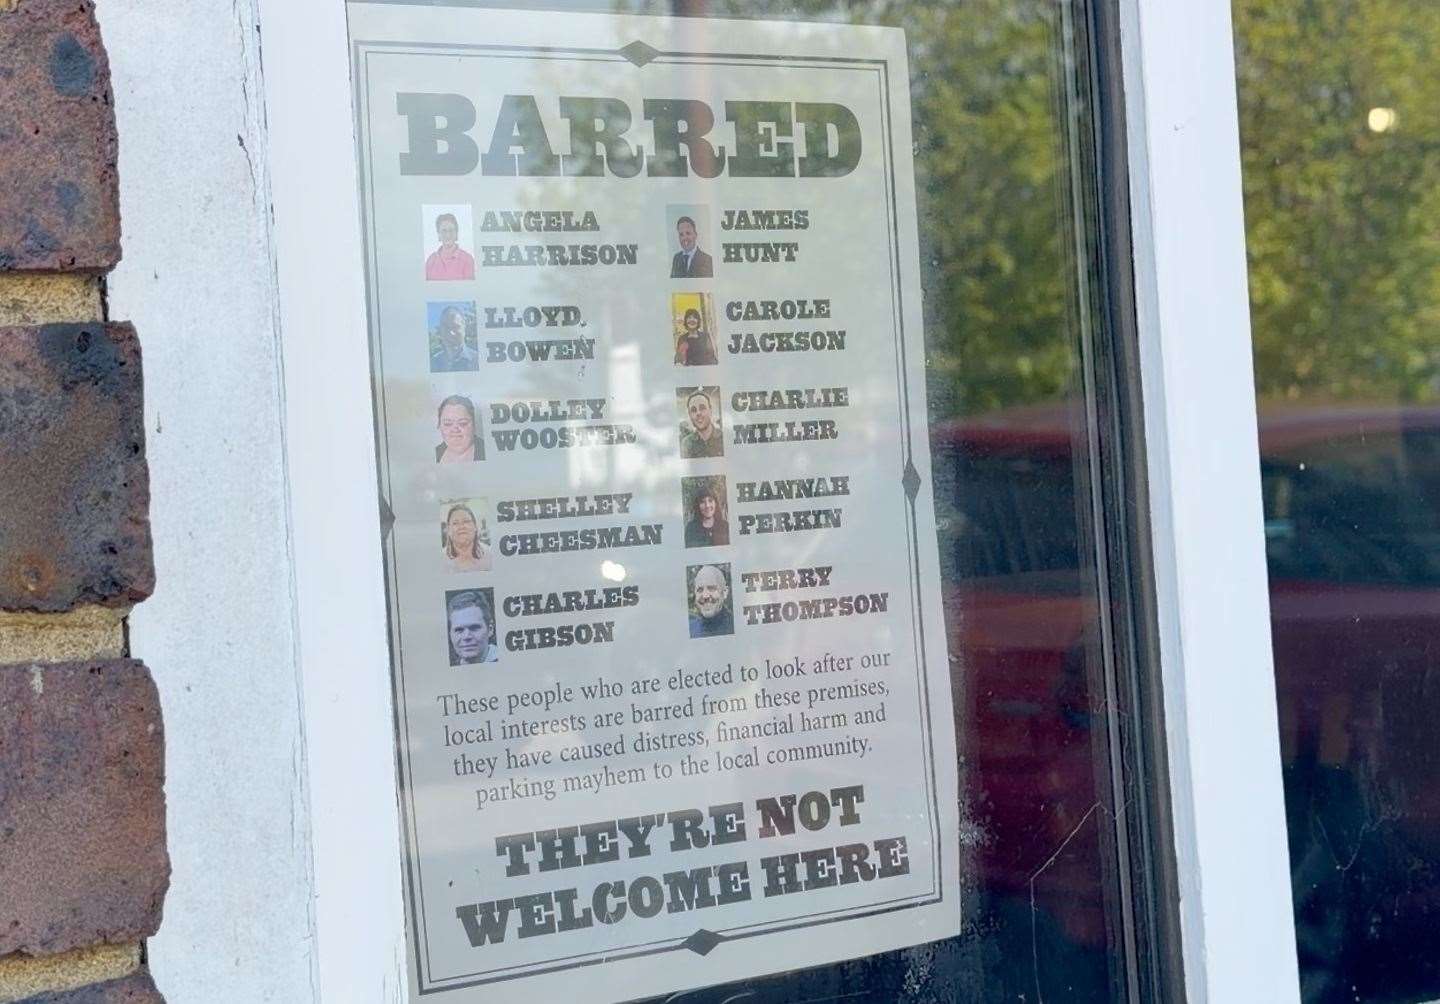 BARRED
ANGELA
HARRISON
JAMES
HUNT
LLOYD
BOWEN
CAROLE
JACKSON
DOLLEY
WOOSTER
CHARLIE
MILLER
SHELLEY
CHEESMAN
HANNAH
PERKIN
CHARLES
GIBSON
TERRY
THOMPSON
These people who are elected to look after our
local interests are barred from these premises,
they have caused distress, financial harm and
parking mayhem to the local community.
THEY'RE NOT
WELCOME HERE